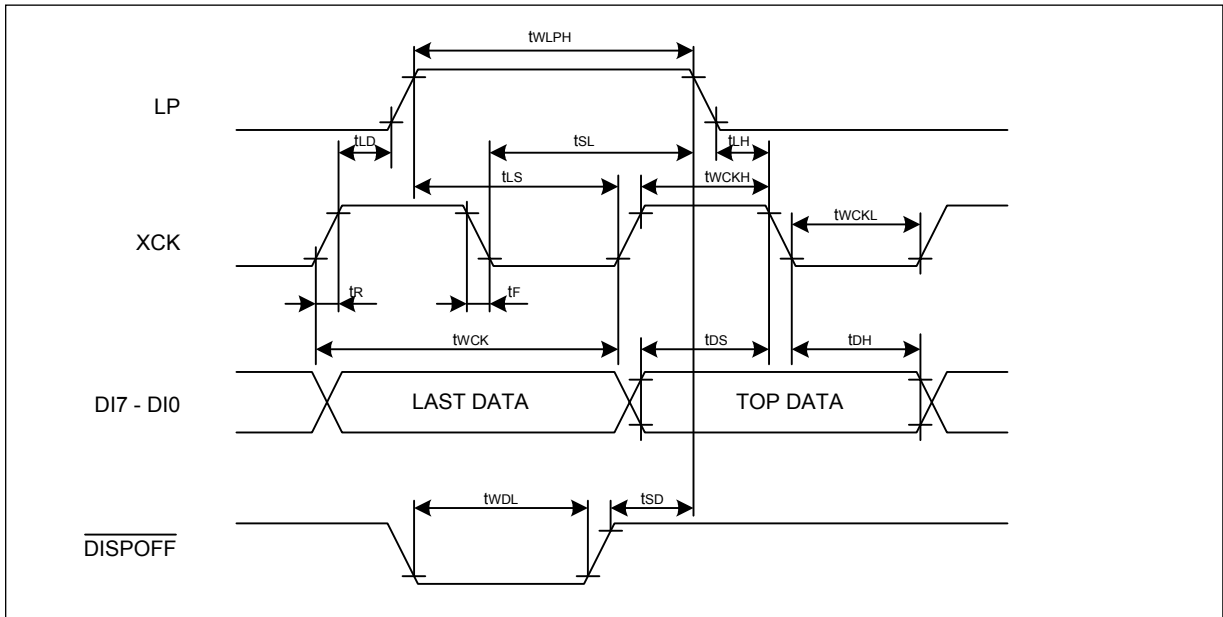 tWLPH
LP
tLD
tSL
tLH
tLS
tWCKH
tWCKL
XCK
tR
tF
tWCK
tDS
tDH
DI7 - DI0
LAST DATA
TOP DATA
tWDL
tSD
DISPOFF